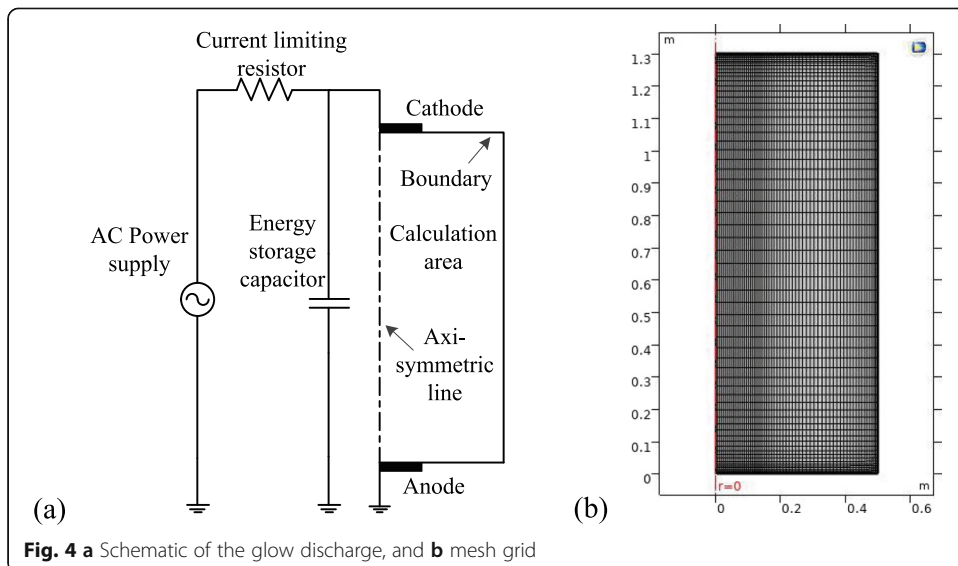 Current limiting
resistor
Cathode
Boundary
AC Power
supply
Energy
storage
capacitor
Calculation
area
Axi-
symmetric
line
Anode
(a)
m
1.3
1.2
1.1
1
0.9
0.8
0.7
0.6
0.5
0.4
0.3
0.2
0.1
0
r=0
m
0
0.2
0.4
0.6
(b)
Fig. 4 a Schematic of the glow discharge, and b mesh grid